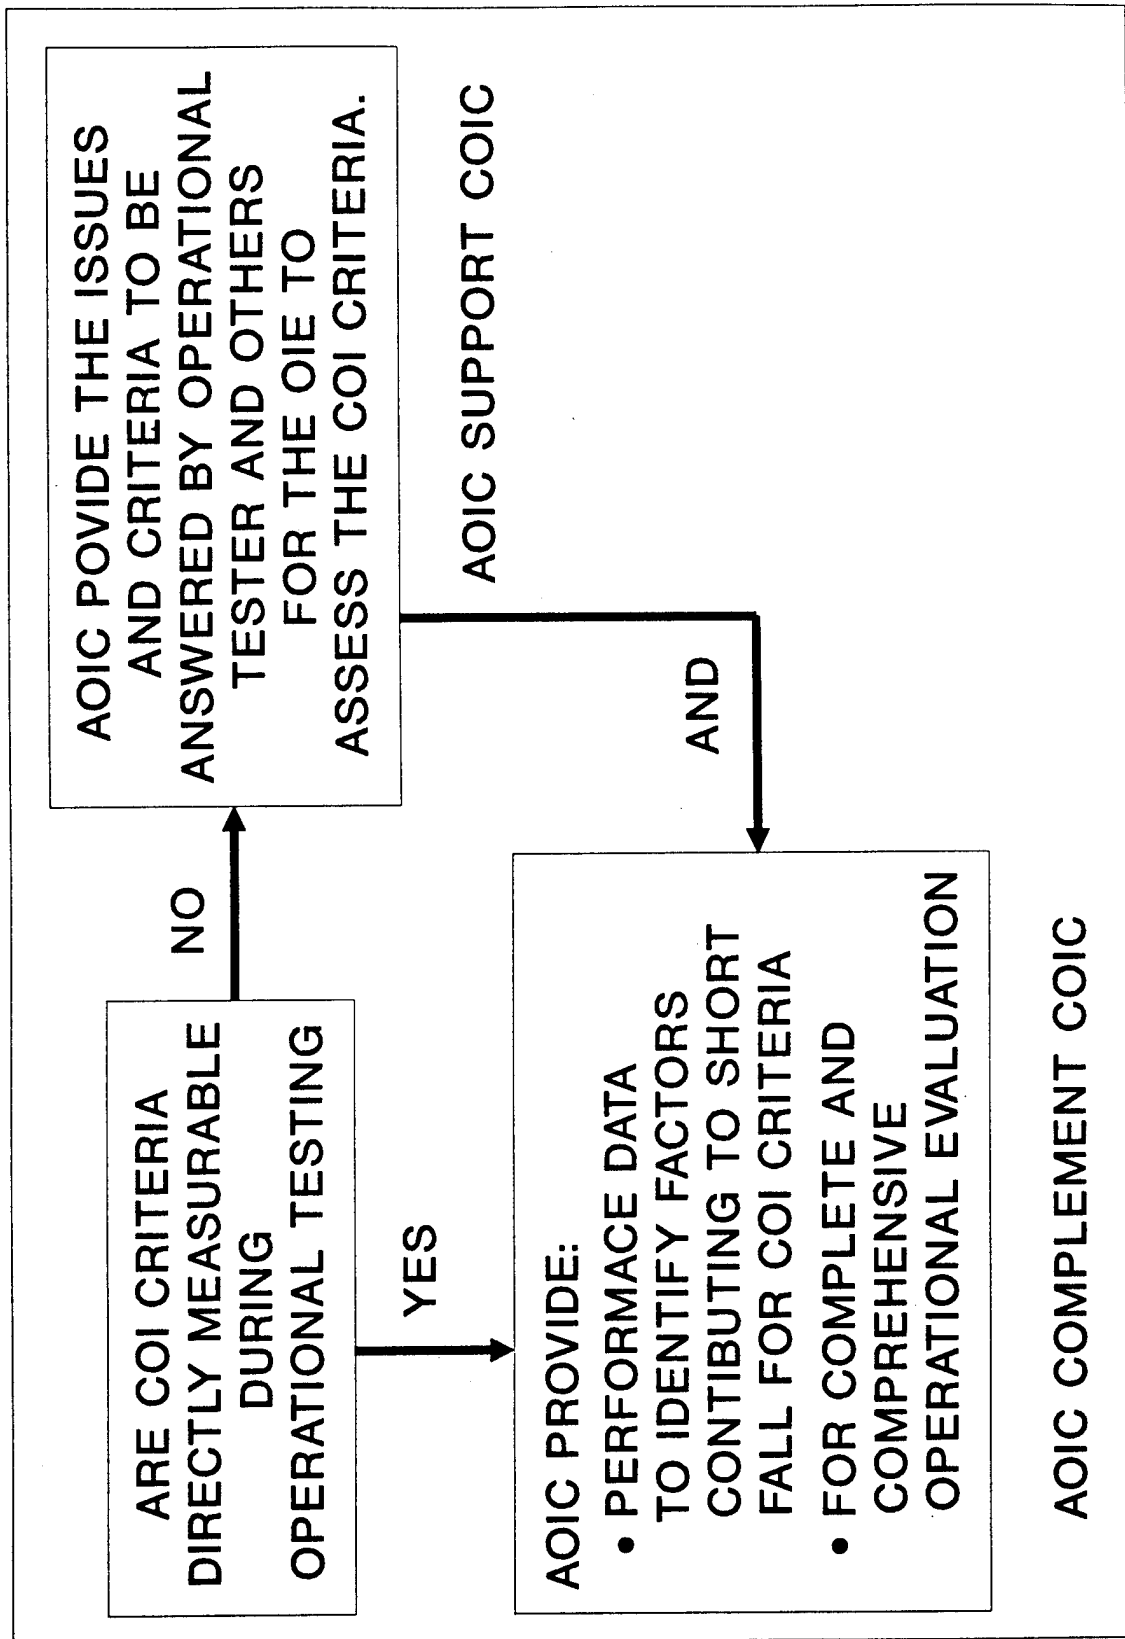 ARE COI CRITERIA
DIRECTLY MEASURABLE
DURING
OPERATIONAL TESTING
NO
AOIC POVIDE THE ISSUES
AND CRITERIA TO BE
ANSWERED BY OPERATIONAL
TESTER AND OTHERS
FOR THE OIE TO
ASSESS THE COI CRITERIA.
AOIC SUPPORT COIC
YES
AND
AOIC PROVIDE:
• PERFORMACE DATA
TO IDENTIFY FACTORS
CONTIBUTING TO SHORT
FALL FOR COI CRITERIA
• FOR COMPLETE AND
COMPREHENSIVE
OPERATIONAL EVALUATION
AOIC COMPLEMENT COIC